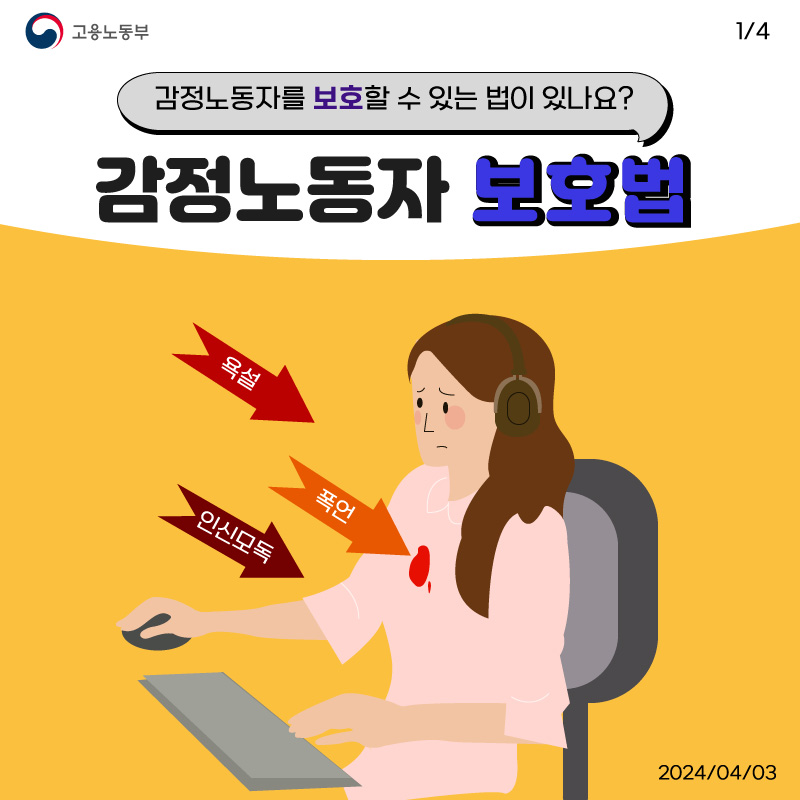 고용노동부
1/4
감정노동자를 보호할 수 있는 법이 있나요?
감정노동자 보호법
욕설
폭언
인신모독
2024/04/03